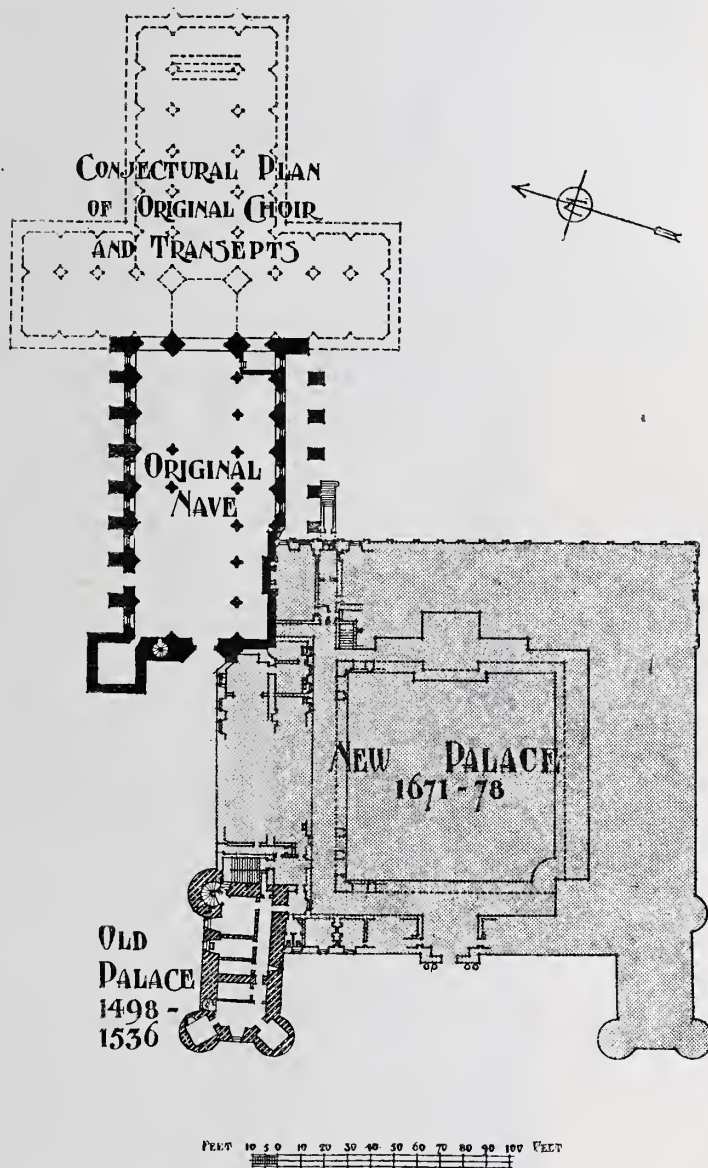 CONJECTURAL PLAN
OF ORIGINAL CHOIR
AND TRANSEPTS
N
ORIGINAL
NAVE
NEW PALACE
1671-78
OLD
PALACE
1498-
1536
FEET 10 5 0 10 20 30 40 50 60 70 80 90 100 FEET